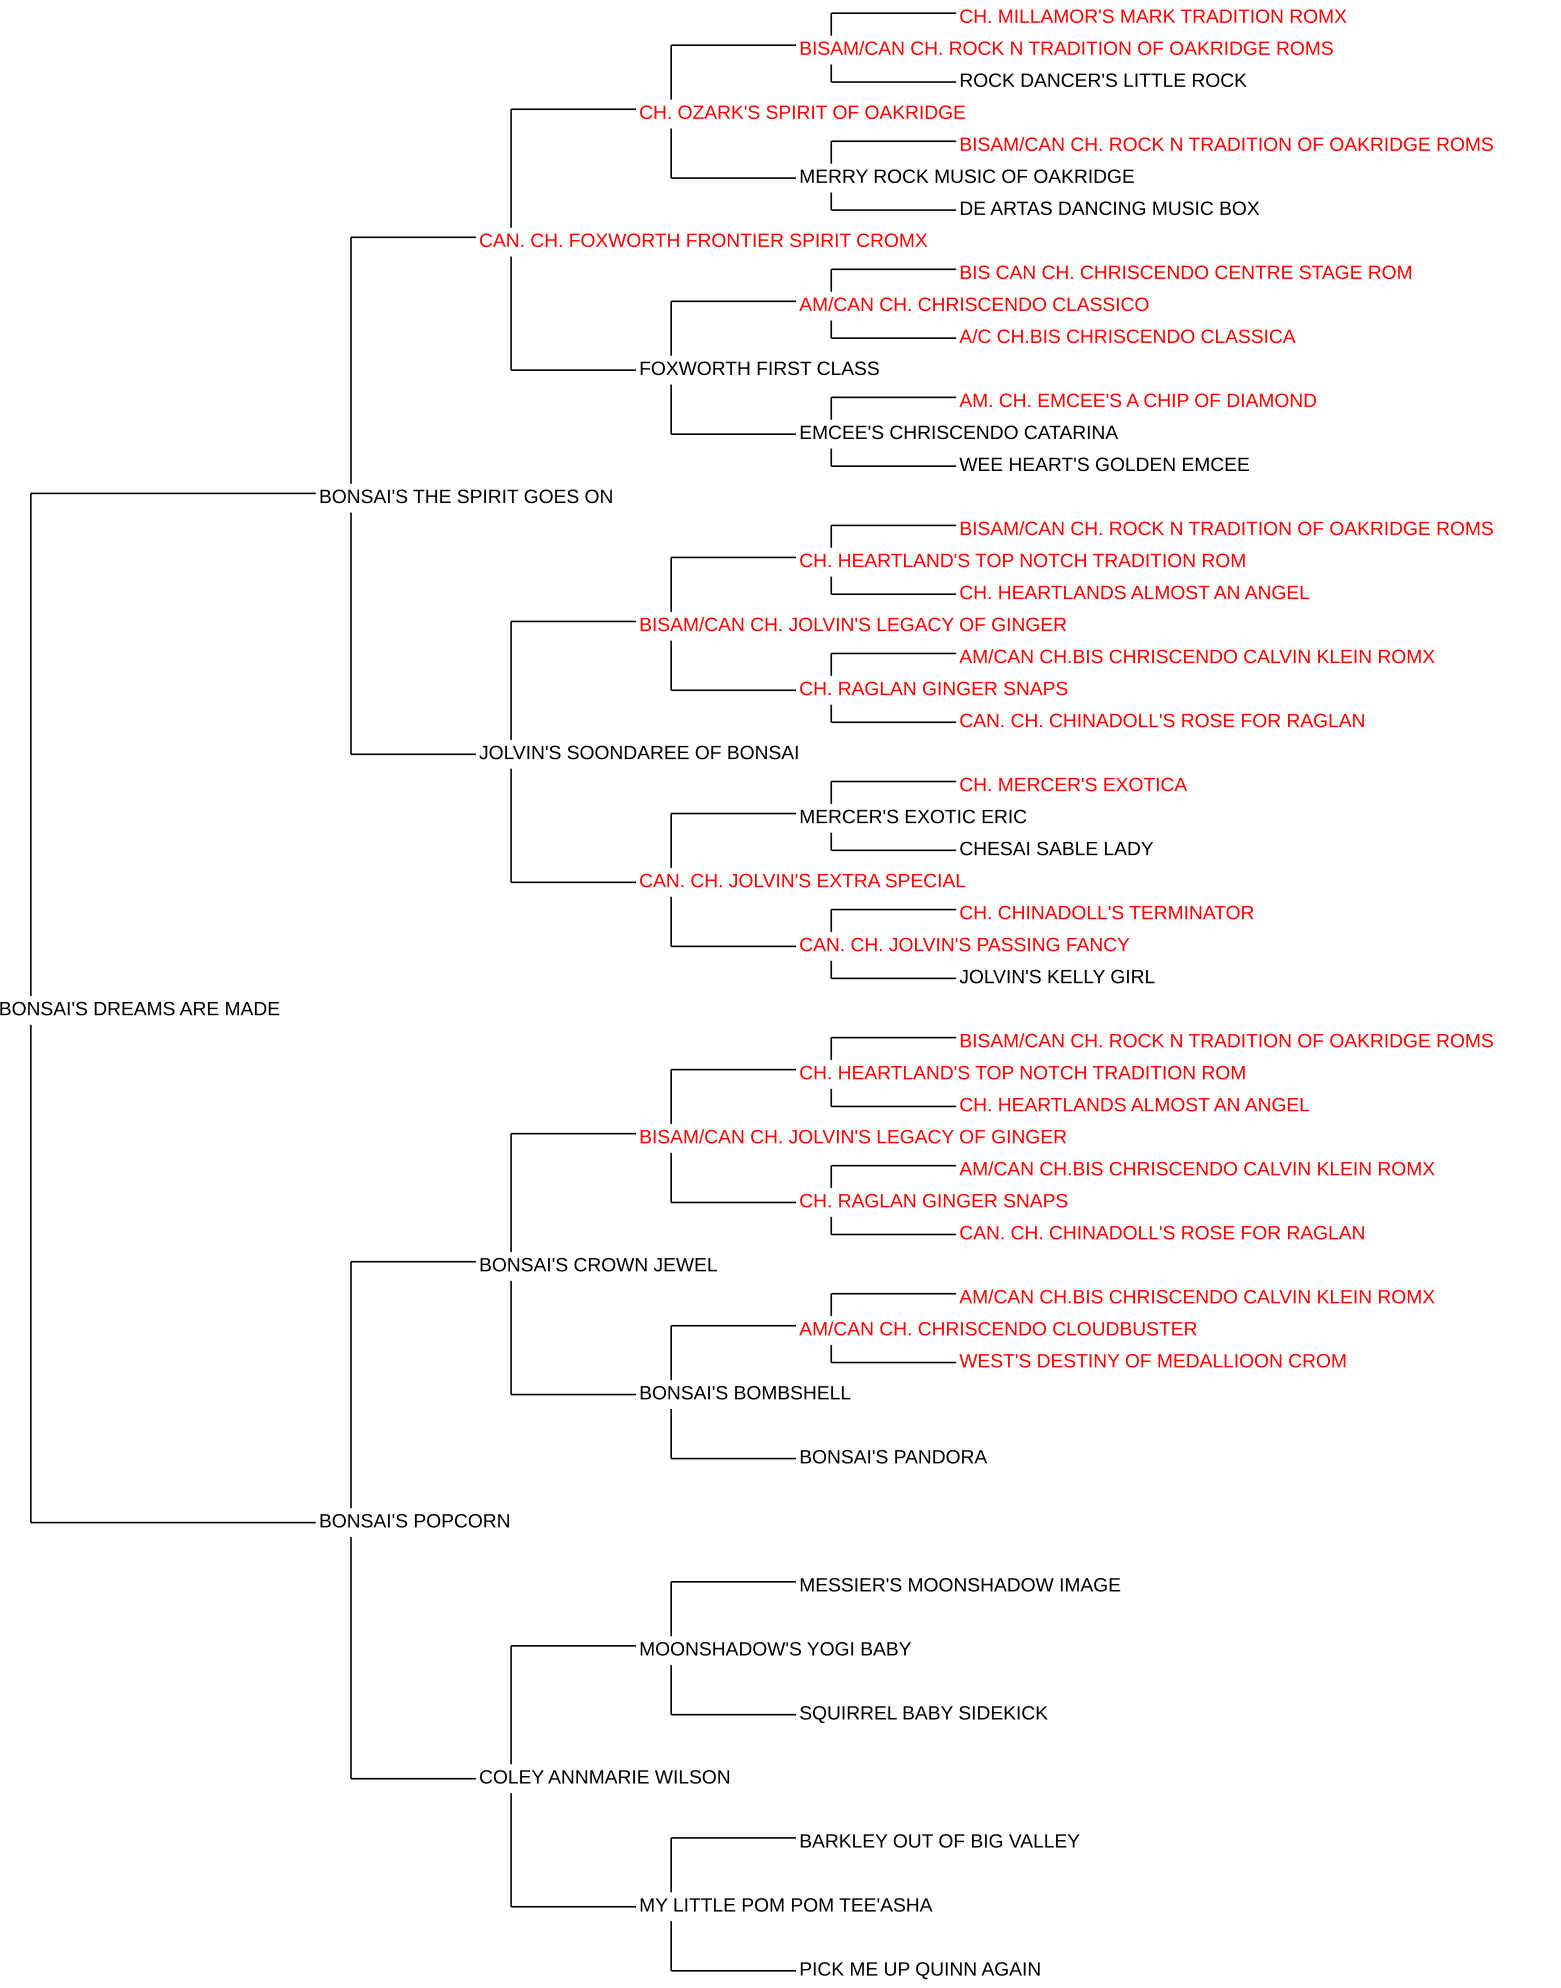 CH. MILLAMOR'S MARK TRADITION ROMX
BISAM/CAN CH. ROCK N TRADITION OF OAKRIDGE ROMS
ROCK DANCER'S LITTLE ROCK
CH. OZARK'S SPIRIT OF OAKRIDGE
BISAM/CAN CH. ROCK N TRADITION OF OAKRIDGE ROMS
MERRY ROCK MUSIC OF OAKRIDGE
DE ARTAS DANCING MUSIC BOX
CAN. CH. FOXWORTH FRONTIER SPIRIT CROMX
BIS CAN CH. CHRISCENDO CENTRE STAGE ROM
AM/CAN CH. CHRISCENDO CLASSICO
A/C CH.BIS CHRISCENDO CLASSICA
FOXWORTH FIRST CLASS
AM. CH. EMCEE'S A CHIP OF DIAMOND
EMCEE'S CHRISCENDO CATARINA
WEE HEART'S GOLDEN EMCEE
BONSAI'S THE SPIRIT GOES ON
BISAM/CAN CH. ROCK N TRADITION OF OAKRIDGE ROMS
CH. HEARTLAND'S TOP NOTCH TRADITION ROM
CH. HEARTLANDS ALMOST AN ANGEL
BISAM/CAN CH. JOLVIN'S LEGACY OF GINGER
AM/CAN CH.BIS CHRISCENDO CALVIN KLEIN ROMX
CH. RAGLAN GINGER SNAPS
CAN. CH. CHINADOLL'S ROSE FOR RAGLAN
JOLVIN'S SOONDAREE OF BONSAI
CH. MERCER'S EXOTICA
MERCER'S EXOTIC ERIC
CHESAI SABLE LADY
CAN. CH. JOLVIN'S EXTRA SPECIAL
CH. CHINADOLL'S TERMINATOR
CAN. CH. JOLVIN'S PASSING FANCY
JOLVIN'S KELLY GIRL
BONSAI'S DREAMS ARE MADE
BISAM/CAN CH. ROCK N TRADITION OF OAKRIDGE ROMS
CH. HEARTLAND'S TOP NOTCH TRADITION ROM
CH. HEARTLANDS ALMOST AN ANGEL
BISAM/CAN CH. JOLVIN'S LEGACY OF GINGER
AM/CAN CH.BIS CHRISCENDO CALVIN KLEIN ROMX
CH. RAGLAN GINGER SNAPS
CAN. CH. CHINADOLL'S ROSE FOR RAGLAN
BONSAI'S CROWN JEWEL
AM/CAN CH.BIS CHRISCENDO CALVIN KLEIN ROMX
AM/CAN CH. CHRISCENDO CLOUDBUSTER
WEST'S DESTINY OF MEDALLIOON CROM
BONSAI'S BOMBSHELL
BONSAI'S PANDORA
BONSAI'S POPCORN
MESSIER'S MOONSHADOW IMAGE
MOONSHADOW'S YOGI BABY
SQUIRREL BABY SIDEKICK
COLEY ANNMARIE WILSON
BARKLEY OUT OF BIG VALLEY
MY LITTLE POM POM TEE'ASHA
PICK ME UP QUINN AGAIN